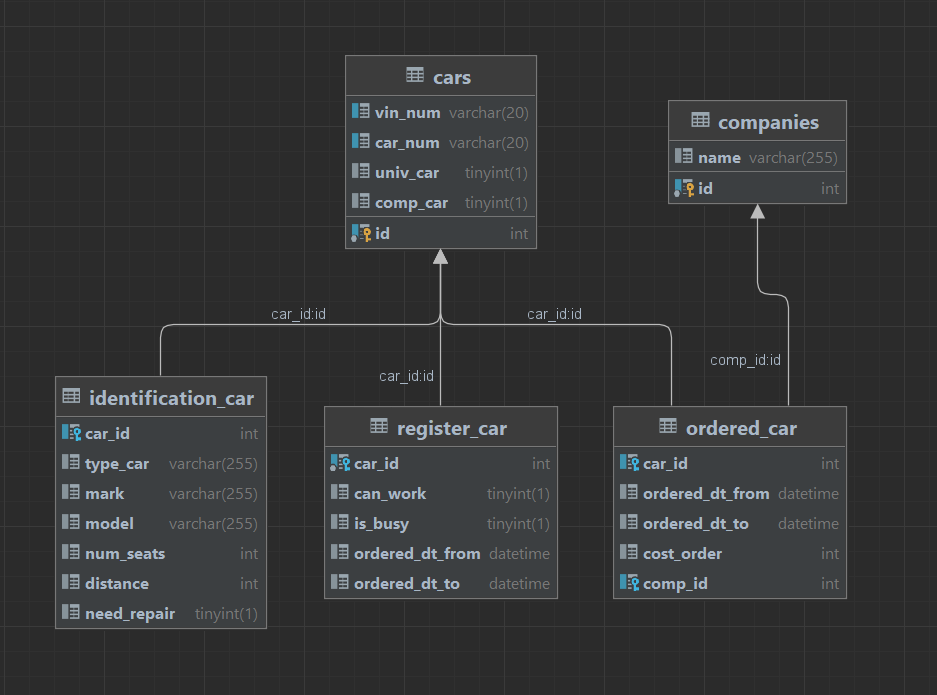 cars
vin_num varchar(20)
car_num varchar(20)
univ_car tinyint(1)
comp_car tinyint(1)
id int
companies
name varchar(255)
id int
car_id:id
car_id:id
car_id:id
comp_id:id
identification_car
car_id int
type_car varchar(255)
mark varchar(255)
model varchar(255)
num_seats int
distance int
need_repair tinyint(1)
register_car
car_id int
can_work tinyint(1)
is_busy tinyint(1)
ordered_dt_from datetime
ordered_dt_to datetime
ordered_car
car_id int
ordered_dt_from datetime
ordered_dt_to datetime
cost_order int
comp_id int